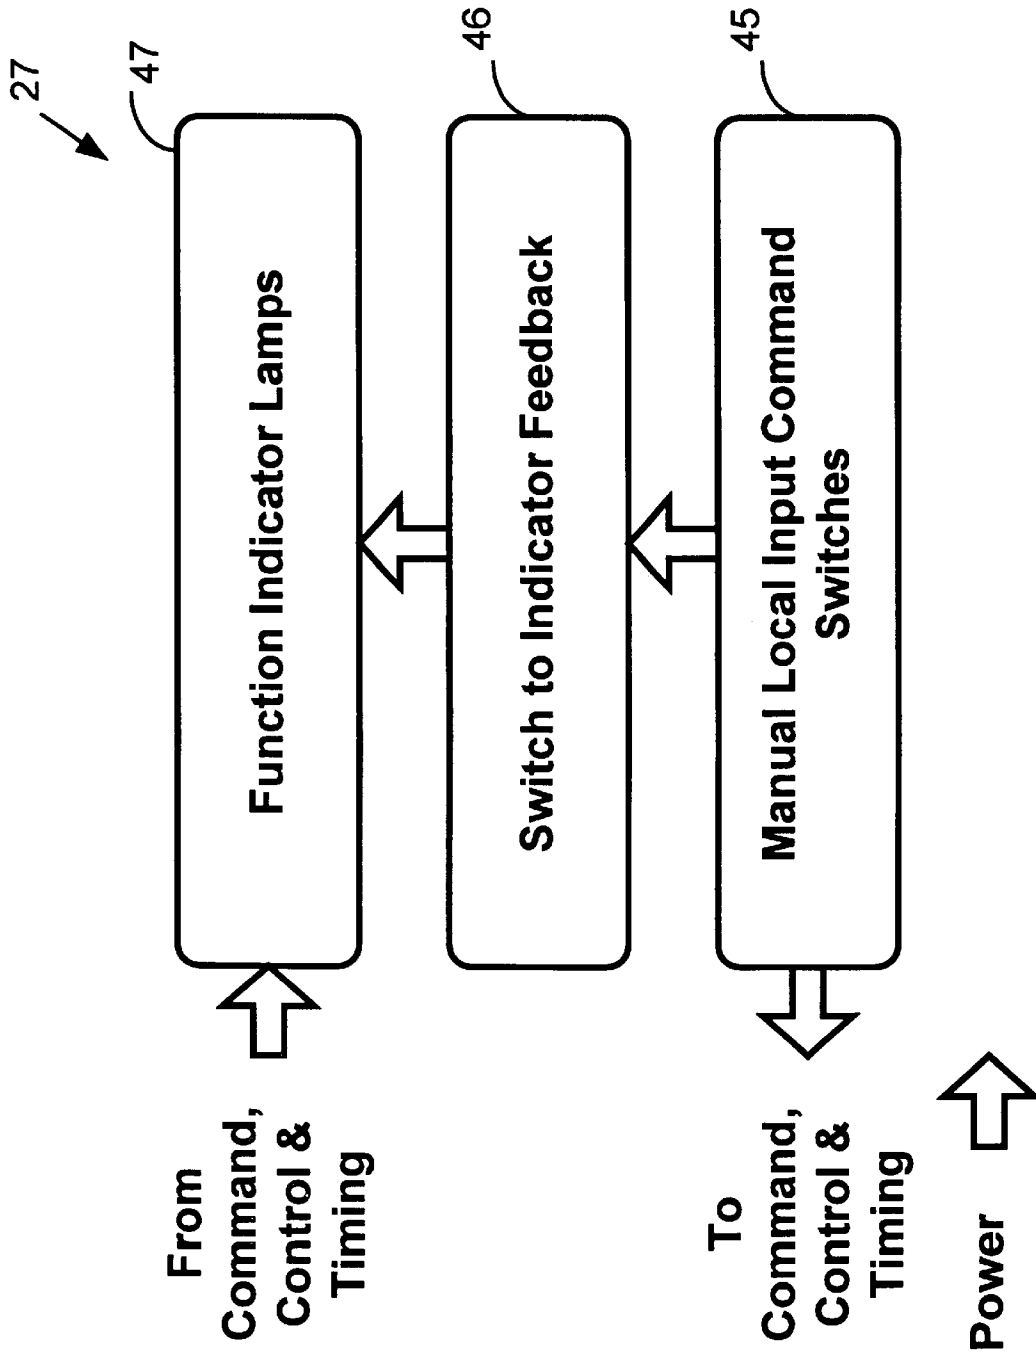 27
47
From
Command,
Control &
Timing
Function Indicator Lamps
46
Switch to Indicator Feedback
45
To
Command,
Control &
Timing
Manual Local Input Command
Switches
Power